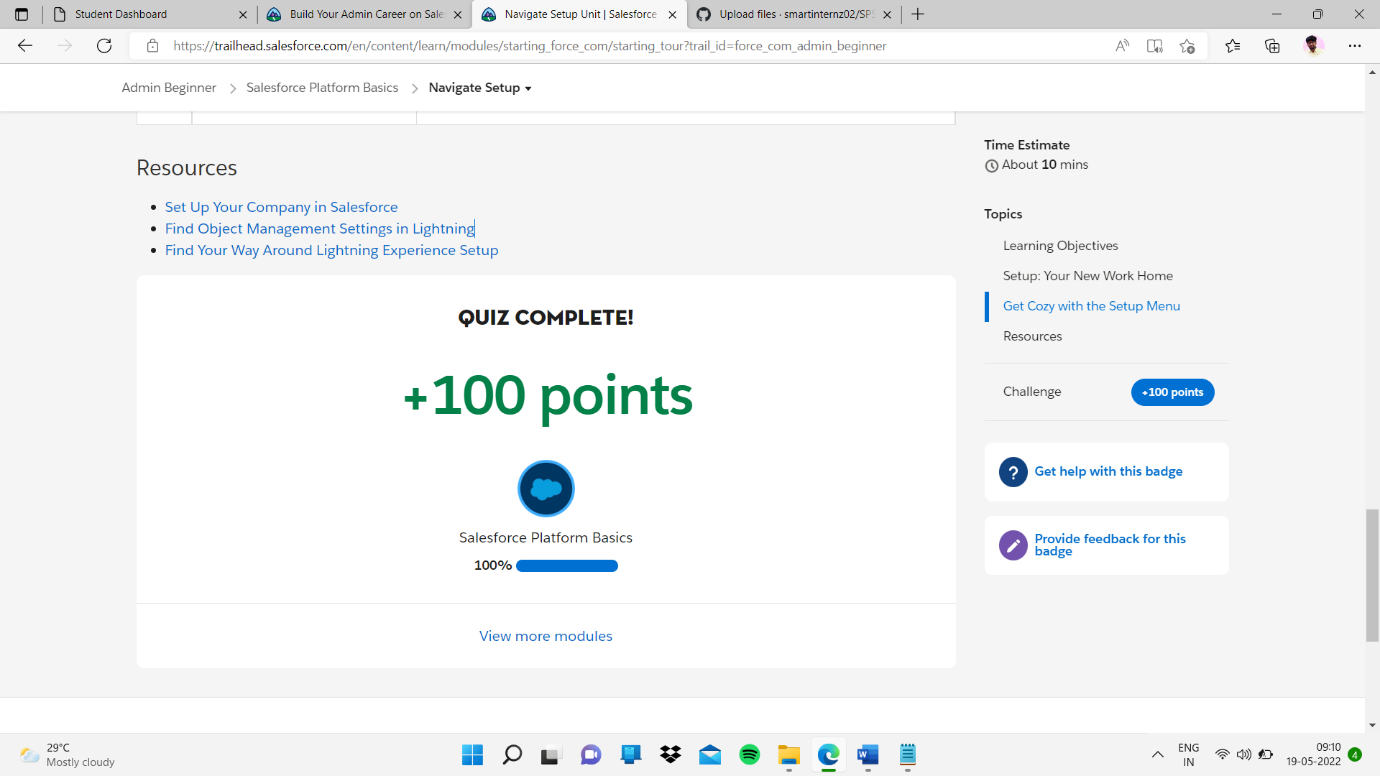 Student Dashboard
Build Your Admin Career on Sale
Navigate Setup Unit | Salesforce
Upload files · smartinternz02/SPS
https://trailhead.salesforce.com/en/content/learn/modules/starting_force_com/starting_tour?trail_id=force_com_admin_beginner
Admin Beginner > Salesforce Platform Basics > Navigate Setup
Resources
• Set Up Your Company in Salesforce
• Find Object Management Settings in Lightning
• Find Your Way Around Lightning Experience Setup
QUIZ COMPLETE!
+100 points
Salesforce Platform Basics
100%
View more modules
Time Estimate
About 10 mins
Topics
Learning Objectives
Setup: Your New Work Home
Get Cozy with the Setup Menu
Resources
Challenge
+100 points
? Get help with this badge
Provide feedback for this
badge
29°C
Mostly cloudy
ENG
IN
09:10
19-05-2022
4